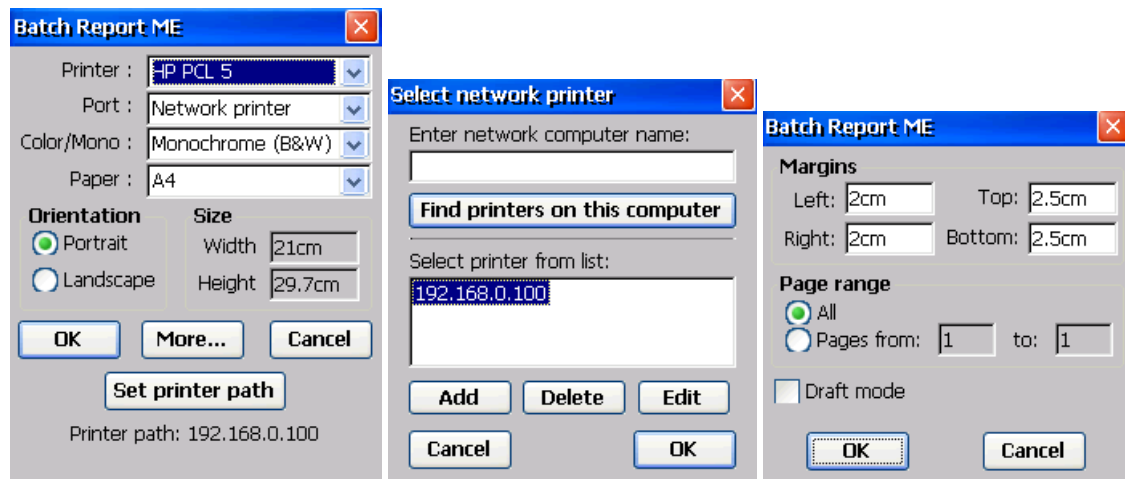 Batch Report ME
Printer : HP PCL 5
Port : Network printer
Color/Mono : Monochrome (B&W)
Paper : A4
Orientation Size
Portrait Width 21cm
Landscape Height 29.7cm
OK More... Cancel
Set printer path
Printer path: 192.168.0.100
Select network printer
Enter network computer name:
Find printers on this computer
Select printer from list:
192.168.0.100
Add Delete Edit
Cancel OK
Batch Report ME
Margins
Left: 2cm Top: 2.5cm
Right: 2cm Bottom: 2.5cm
Page range
All
Pages from: 1 to: 1
Draft mode
OK Cancel